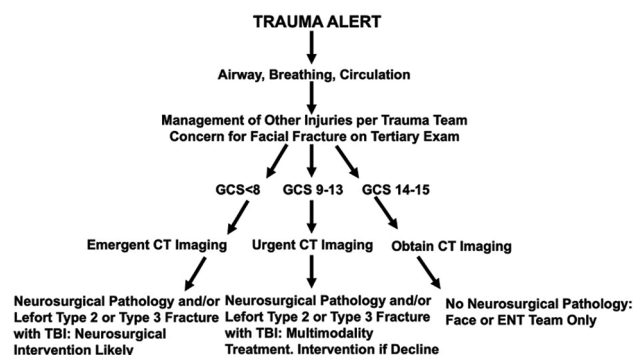 TRAUMA ALERT
Airway, Breathing, Circulation
Management of Other Injuries per Trauma Team
Concern for Facial Fracture on Tertiary Exam
GCS<8
GCS 9-13
GCS 14-15
Emergent CT Imaging
Urgent CT Imaging
Obtain CT Imaging
Neurosurgical Pathology and/or
Lefort Type 2 or Type 3 Fracture
with TBI: Neurosurgical
Intervention Likely
Neurosurgical Pathology and/or
Lefort Type 2 or Type 3 Fracture
with TBI: Multimodality
Treatment. Intervention if Decline
No Neurosurgical Pathology:
Face or ENT Team Only